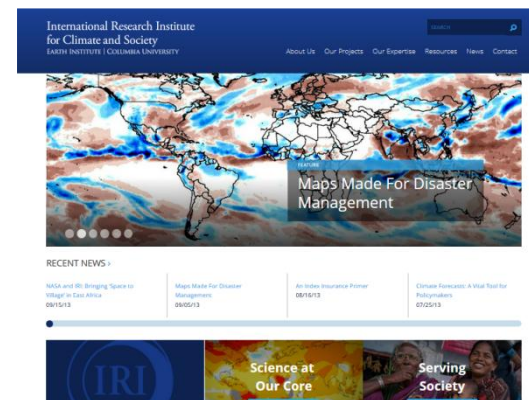 International Research Institute
for Climate and Society
EARTH INSTITUTE | COLUMBIA UNIVERSITY
SEARCH
About Us Our Projects Our Expertise Resources News Contact
FEATURE
Maps Made For Disaster
Management
RECENT NEWS ›
NASA and IRI: Bringing 'Space to
Village' in East Africa
09/15/13
Maps Made For Disaster
Management
09/05/13
An Index Insurance Primer
08/16/13
Climate Forecasts: A Vital Tool for
Policymakers
07/25/13
IRI
Science at
Our Core
Serving
Society